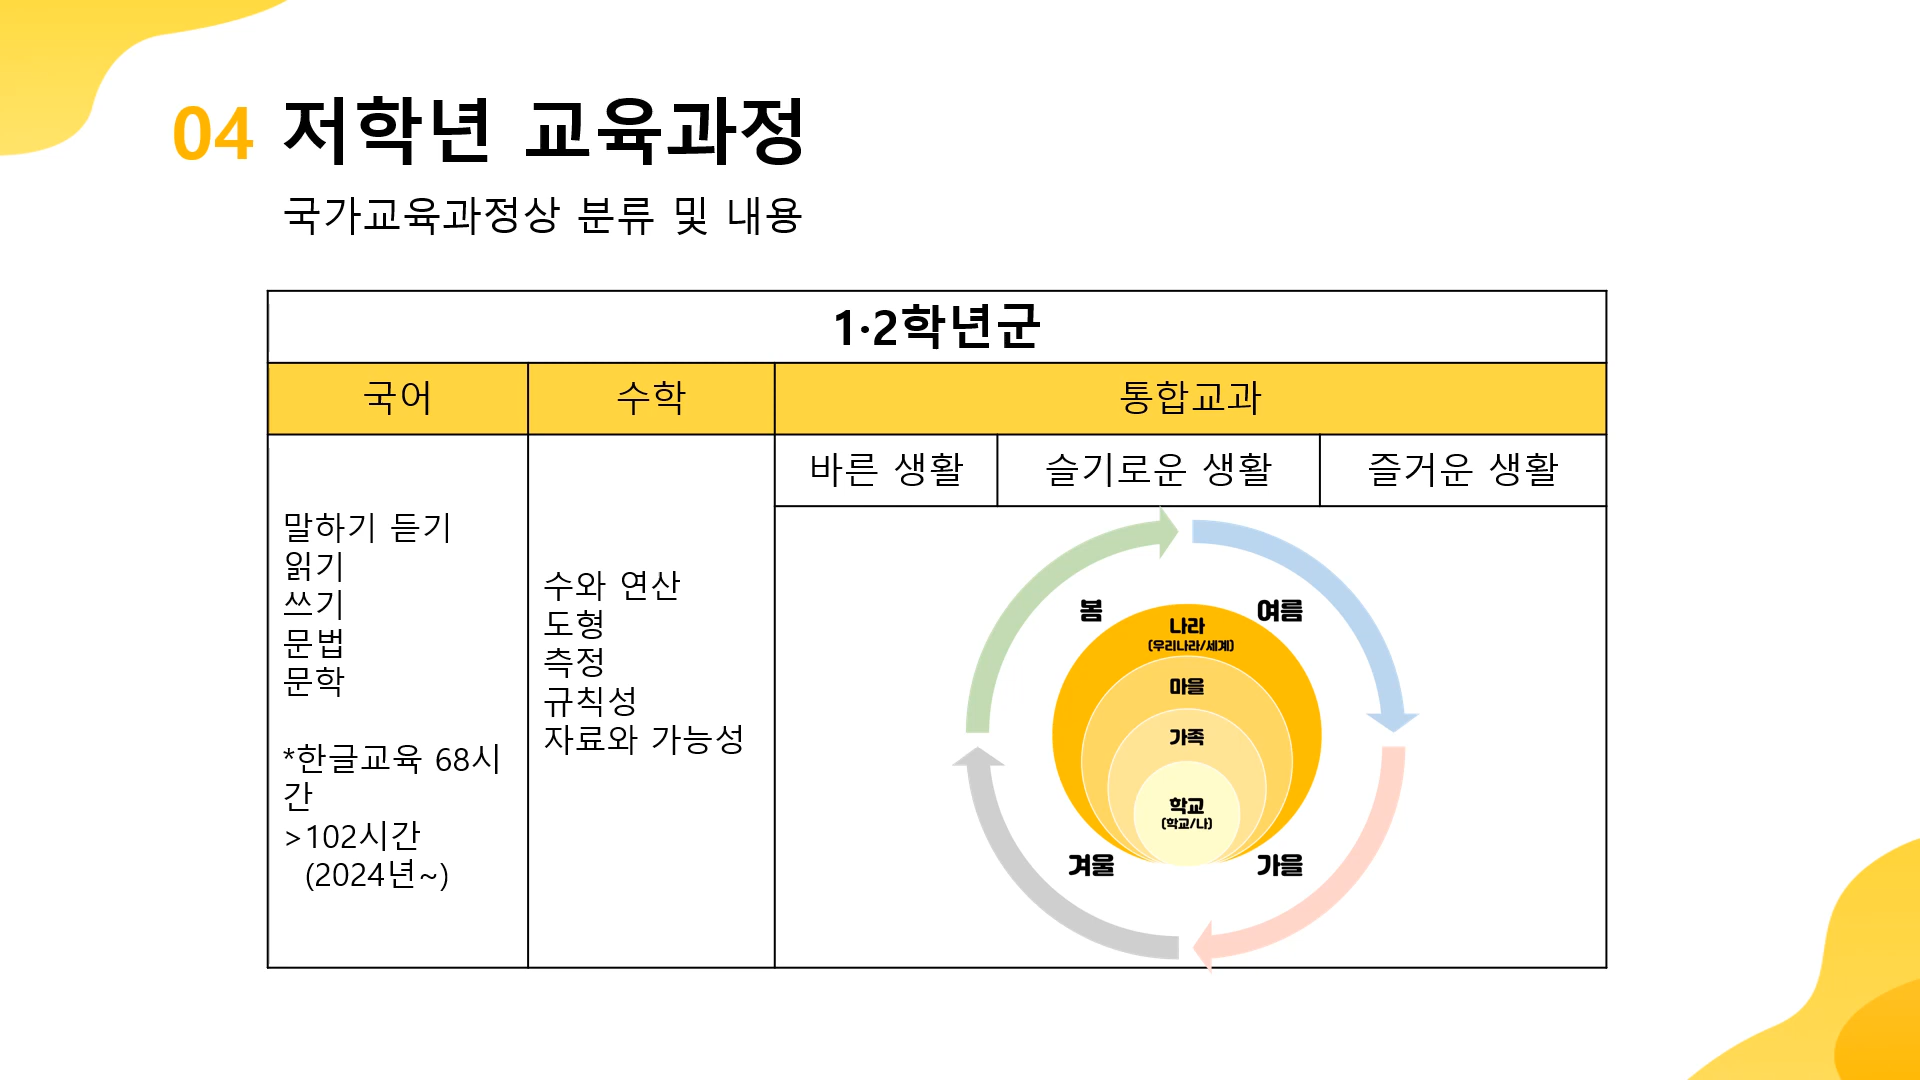 04 저학년 교육과정
국가교육과정상 분류 및 내용
1·2학년군
국어
수학
통합교과
바른 생활
슬기로운 생활
즐거운 생활
말하기 듣기
읽기
쓰기
문법
문학
*한글교육 68시
간
>102시간
(2024년~)
수와 연산
도형
측정
규칙성
자료와 가능성
봄
여름
나라
(우리나라/세계)
마을
가족
학교
(학교/나)
겨울
가을